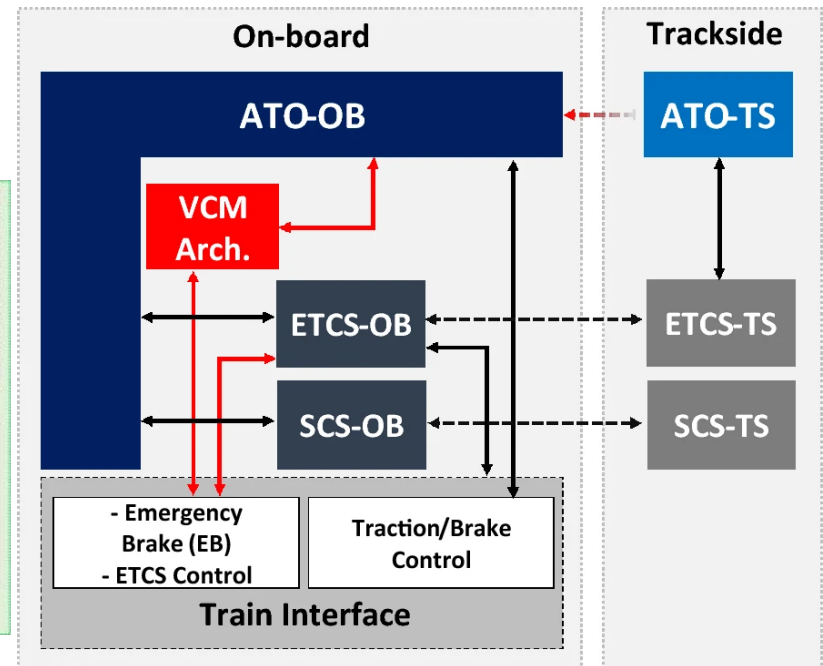 On-board
Trackside
ATO-OB
ATO-TS
VCM
Arch.
ETCS-OB
ETCS-TS
SCS-OB
SCS-TS
- Emergency
Brake (EB)
- ETCS Control
Traction/Brake
Control
Train Interface